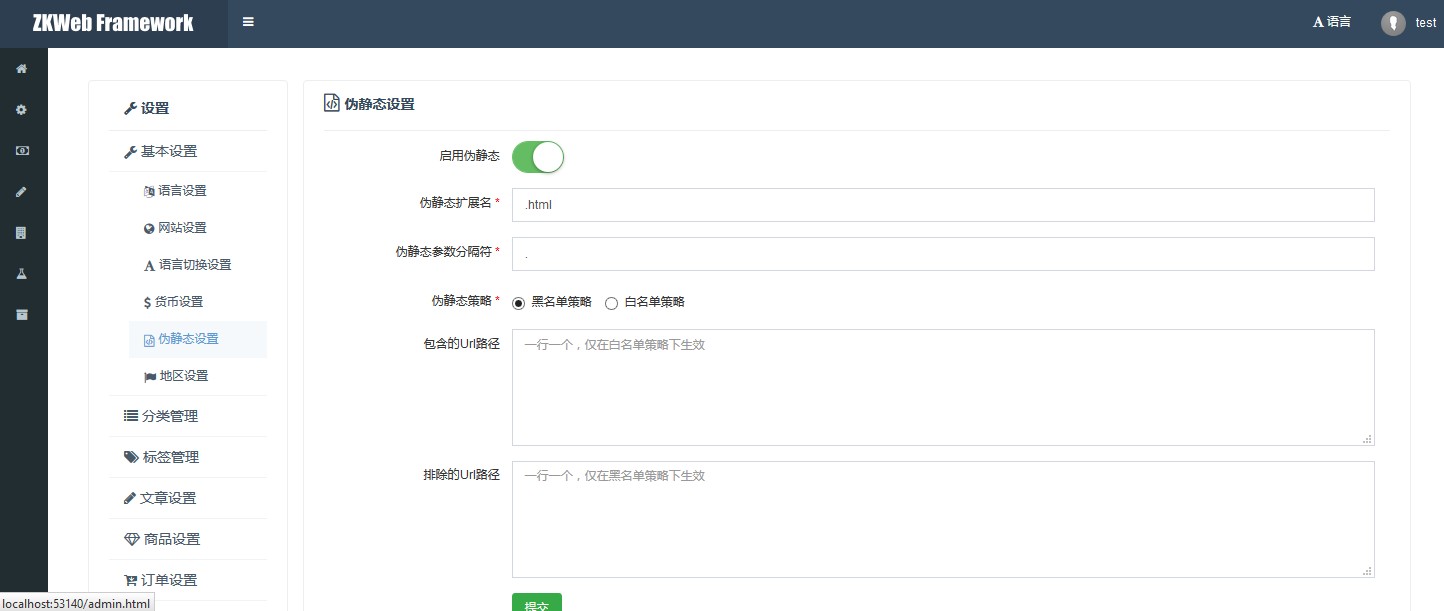 ZKWeb Framework
A 语言
test
设置
基本设置
语言设置
网站设置
A 语言切换设置
$ 货币设置
伪静态设置
地区设置
分类管理
标签管理
文章设置
商品设置
订单设置
伪静态设置
启用伪静态
伪静态扩展名 *
.html
伪静态参数分隔符 *
.
伪静态策略 *
黑名单策略
白名单策略
包含的Url路径
一行一个，仅在白名单策略下生效
排除的Url路径
一行一个，仅在黑名单策略下生效
提交
localhost:53140/admin.html